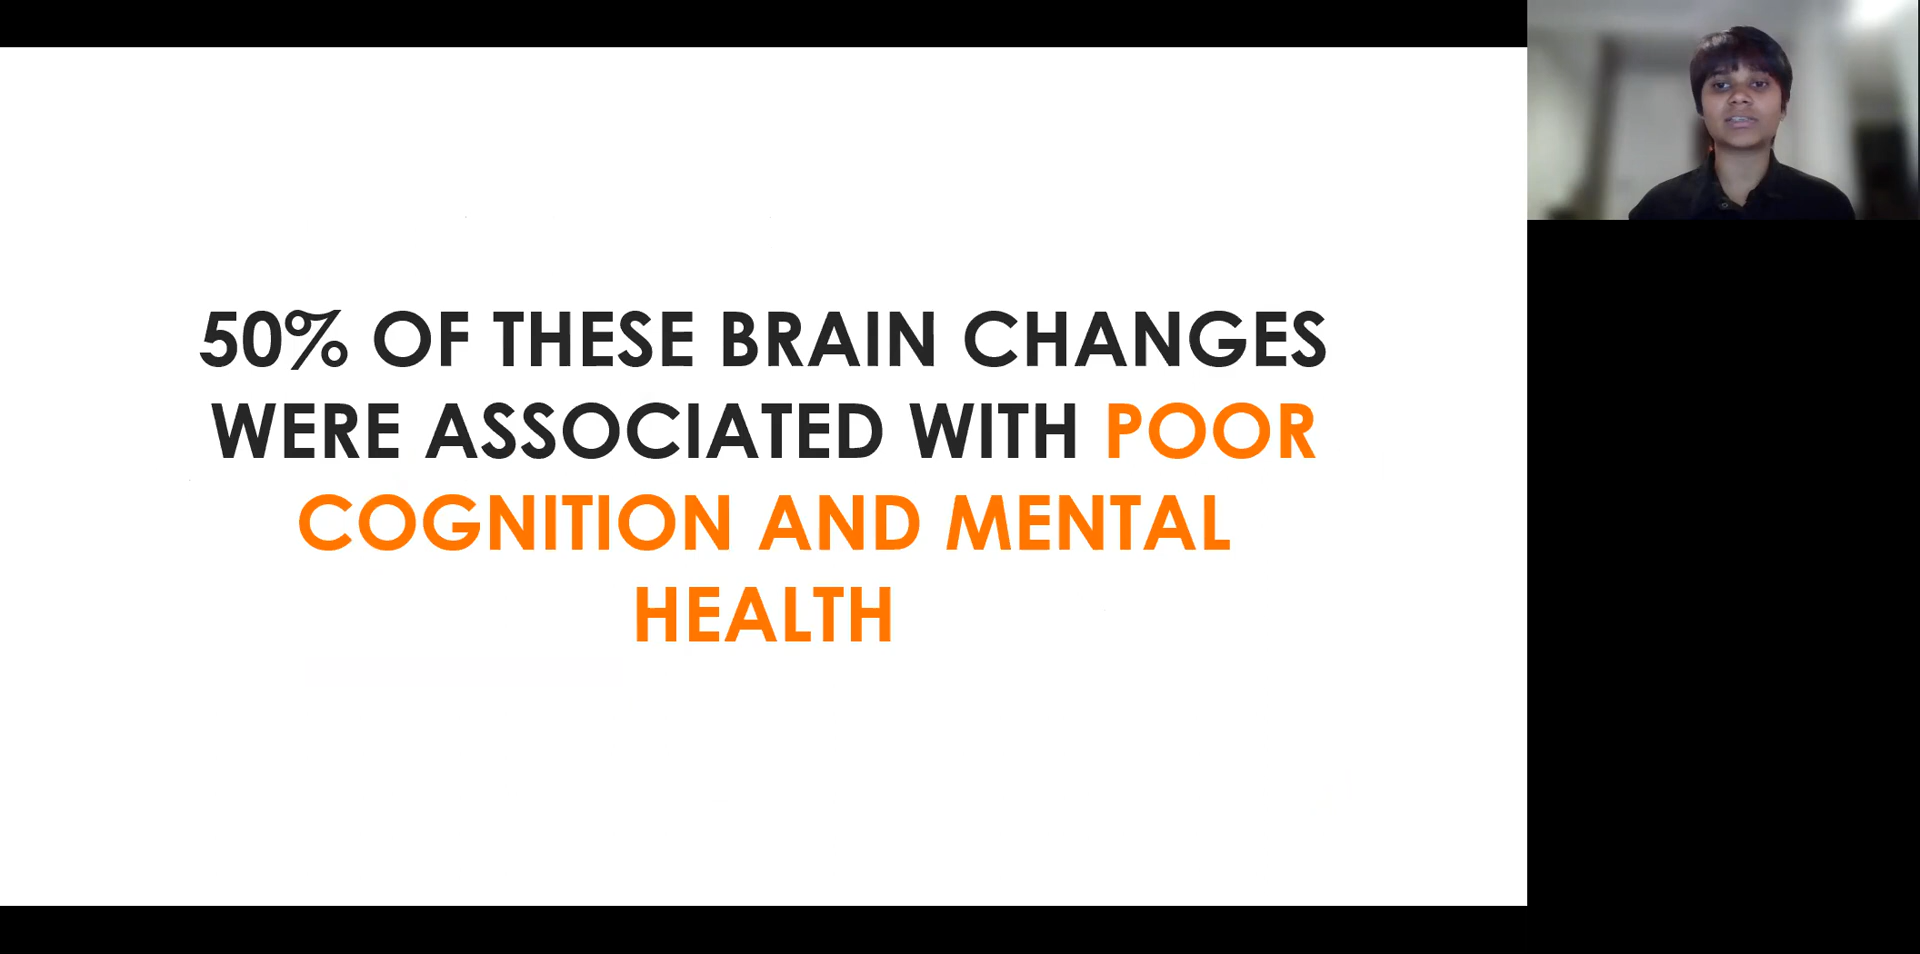 50% OF THESE BRAIN CHANGES
WERE ASSOCIATED WITH POOR
COGNITION AND MENTAL
HEALTH